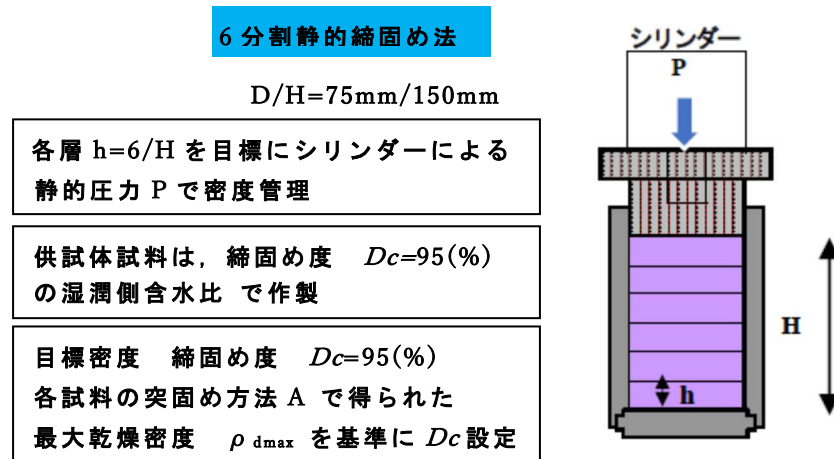 6分割静的締固め法
D/H=75mm/150mm
各層 h=6/H を目標にシリンダーによる
静的圧力 P で密度管理
供試体試料は, 締固め度 Dc=95(%)
の湿潤側含水比 で作製
目標密度 締固め度 Dc=95(%)
各試料の突固め方法 A で得られた
最大乾燥密度 ρdmax を基準に Dc設定
シリンダー
P
H
h